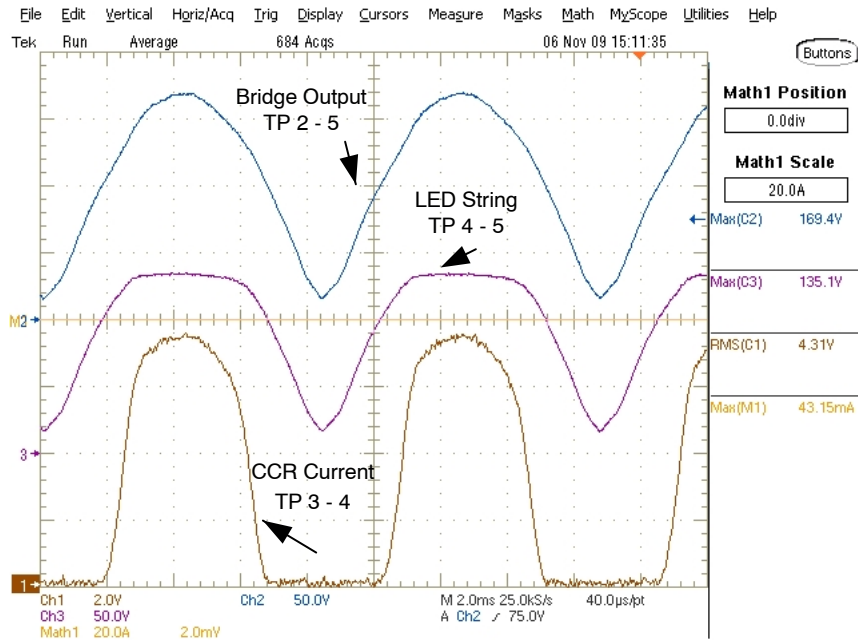 File Edit Vertical Horiz/Acq Trig Display Cursors Measure Masks Math MyScope Utilities Help
Tek Run Average 684 Acqs 06 Nov 09 15:11:35
Buttons
Math1 Position
0.0div
Math1 Scale
20.0A
Max(C2) 169.4V
Max(C3) 135.1V
RMS(C1) 4.31V
Max(M1) 43.15mA
Bridge Output
TP 2 - 5
LED String
TP 4 - 5
M2
3
CCR Current
TP 3 - 4
1
Ch1 2.0V Ch2 50.0V M 2.0ms 25.0kS/s 40.0µs/pt
Ch3 50.0V A Ch2 / 75.0V
Math1 20.0A 2.0mV